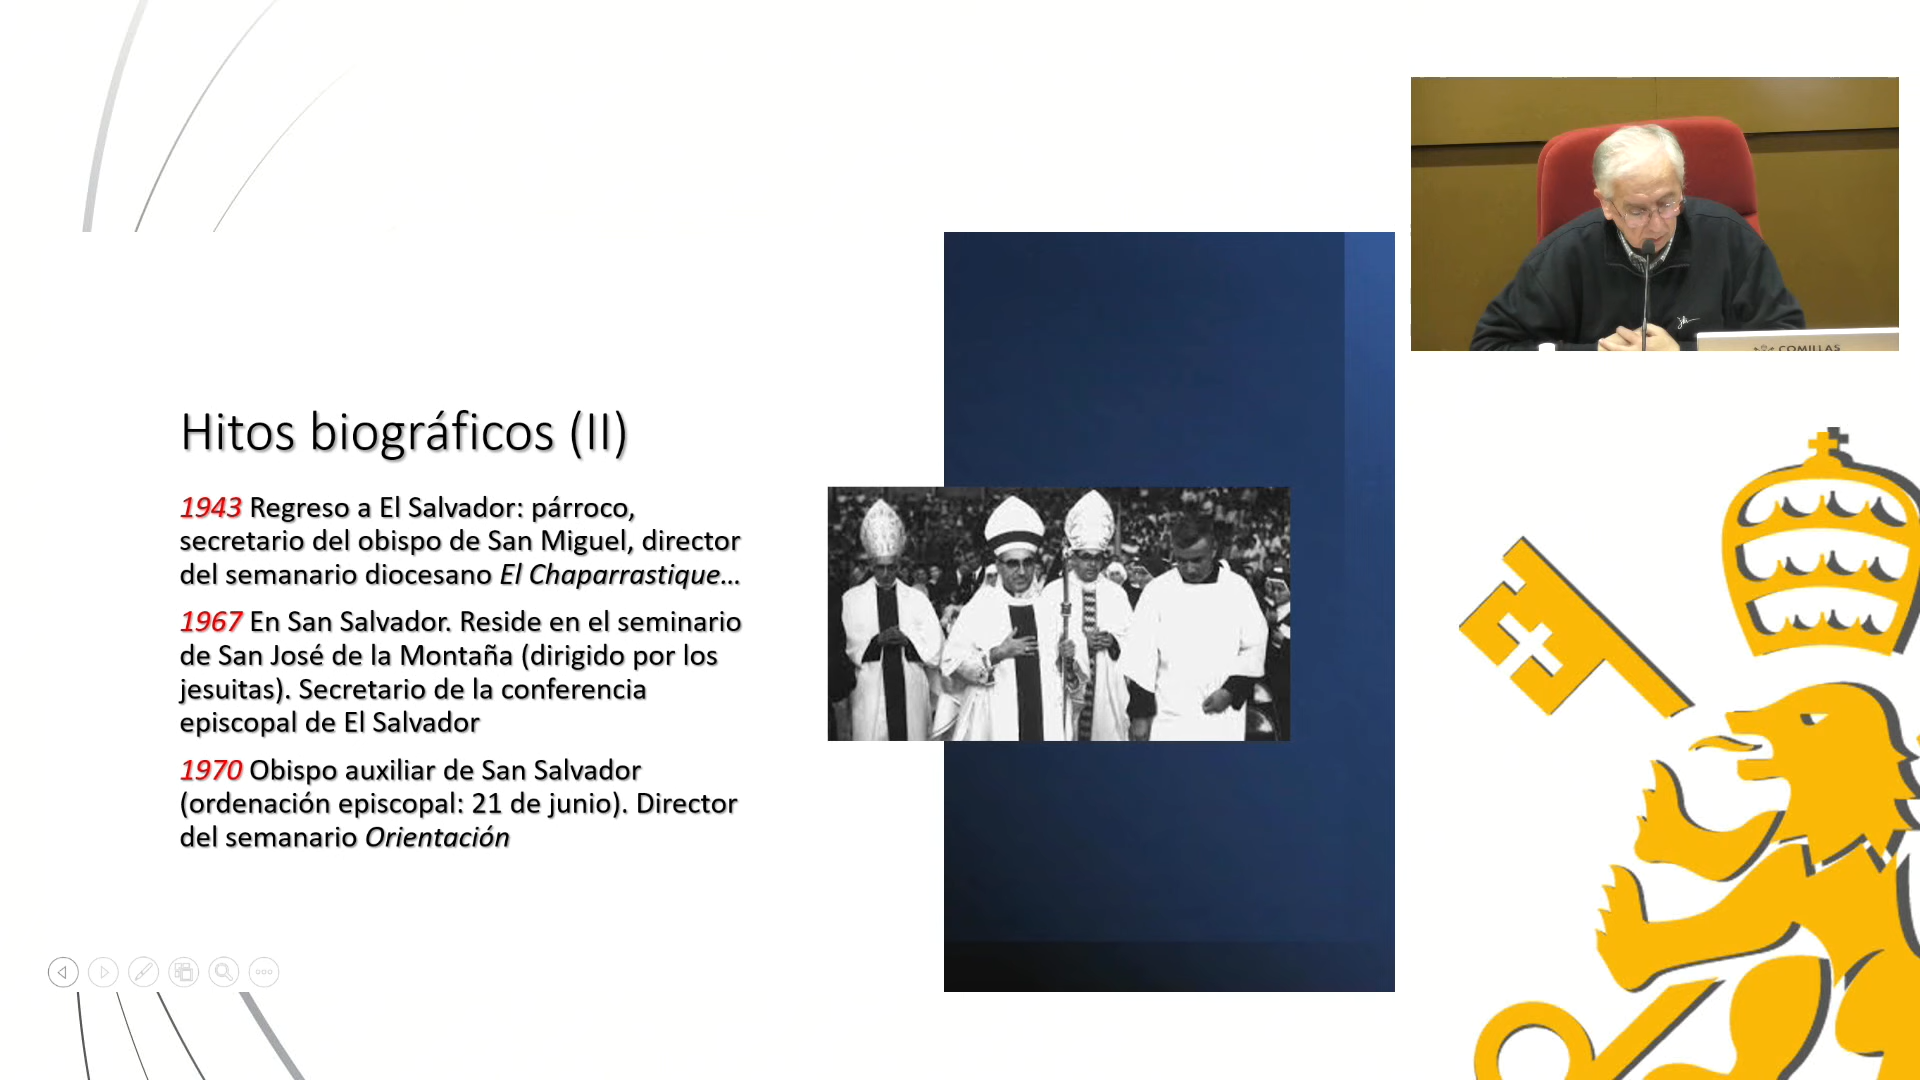 Hitos biográficos (II)
1943 Regreso a El Salvador: párroco,
secretario del obispo de San Miguel, director
del semanario diocesano El Chaparrastique...
1967 En San Salvador. Reside en el seminario
de San José de la Montaña (dirigido por los
jesuitas). Secretario de la conferencia
episcopal de El Salvador
1970 Obispo auxiliar de San Salvador
(ordenación episcopal: 21 de junio). Director
del semanario Orientación
COMILLAS